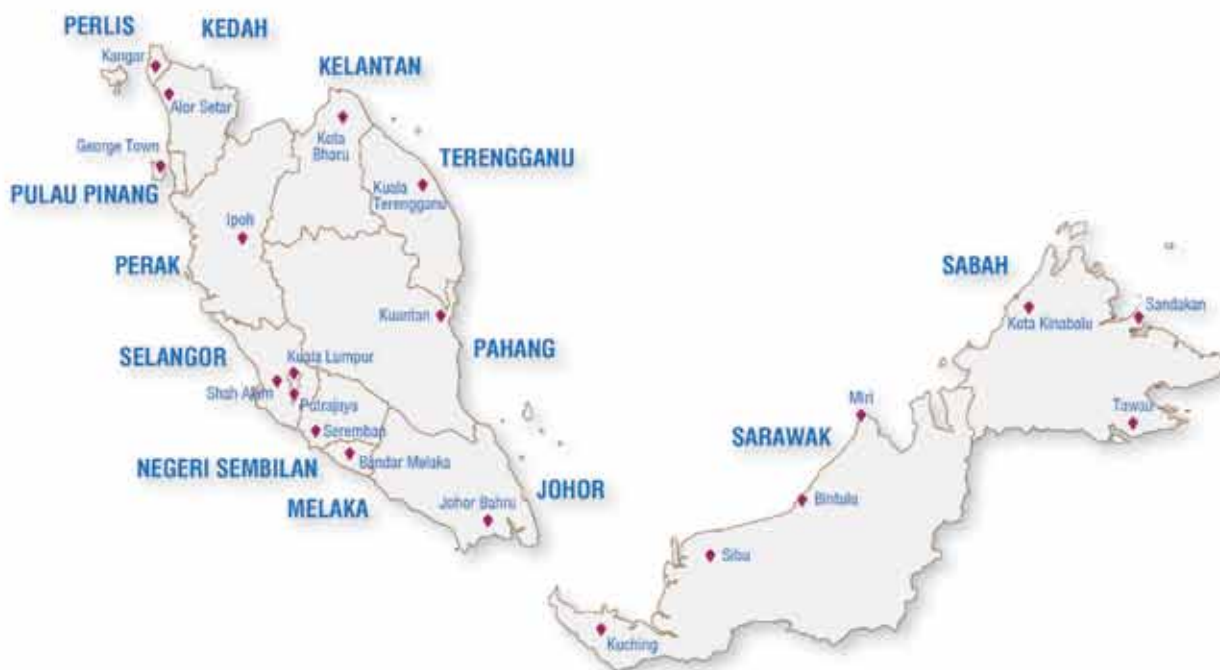 PERLIS
KEDAH
Kangar
KELANTAN
Alor Setar
Kota
Bharu
George Town
TERENGGANU
PULAU PINANG
Kuala
Terengganu
Ipoh
PERAK
SABAH
Kuantan
Kota Kinabalu
Sandakan
PAHANG
SELANGOR
Kuala Lumpur
Shah Alam
Putrajaya
Miri
Tawau
Seremban
SARAWAK
Bandar Melaka
NEGERI SEMBILAN
JOHOR
MELAKA
Johor Bahru
Bintulu
Sibu
Kuching